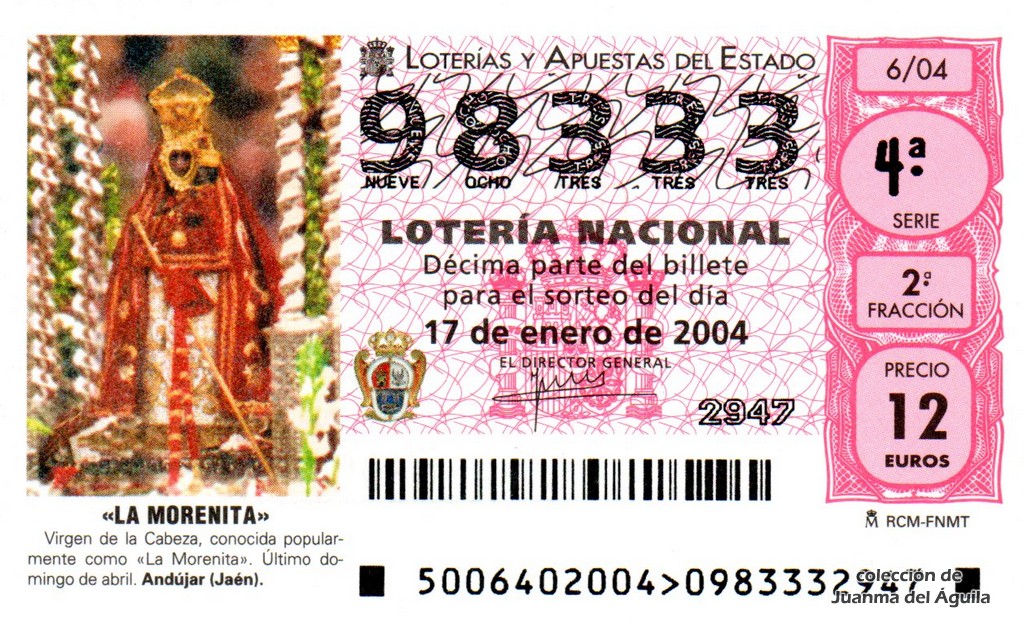 LOTERÍAS Y APUESTAS DEL ESTADO
98333
NUEVE OCHO TRES TRES TRES
LOTERÍA NACIONAL
Décima parte del billete
para el sorteo del día
17 de enero de 2004
EL DIRECTOR GENERAL
2947
6/04
4.ª
SERIE
2.ª
FRACCIÓN
PRECIO
12
EUROS
RCM-FNMT
«LA MORENITA»
Virgen de la Cabeza, conocida popular-
mente como «La Morenita». Último do-
mingo de abril. Andújar (Jaén).
5006402004>0983332947
colección de
Juanma del Águila